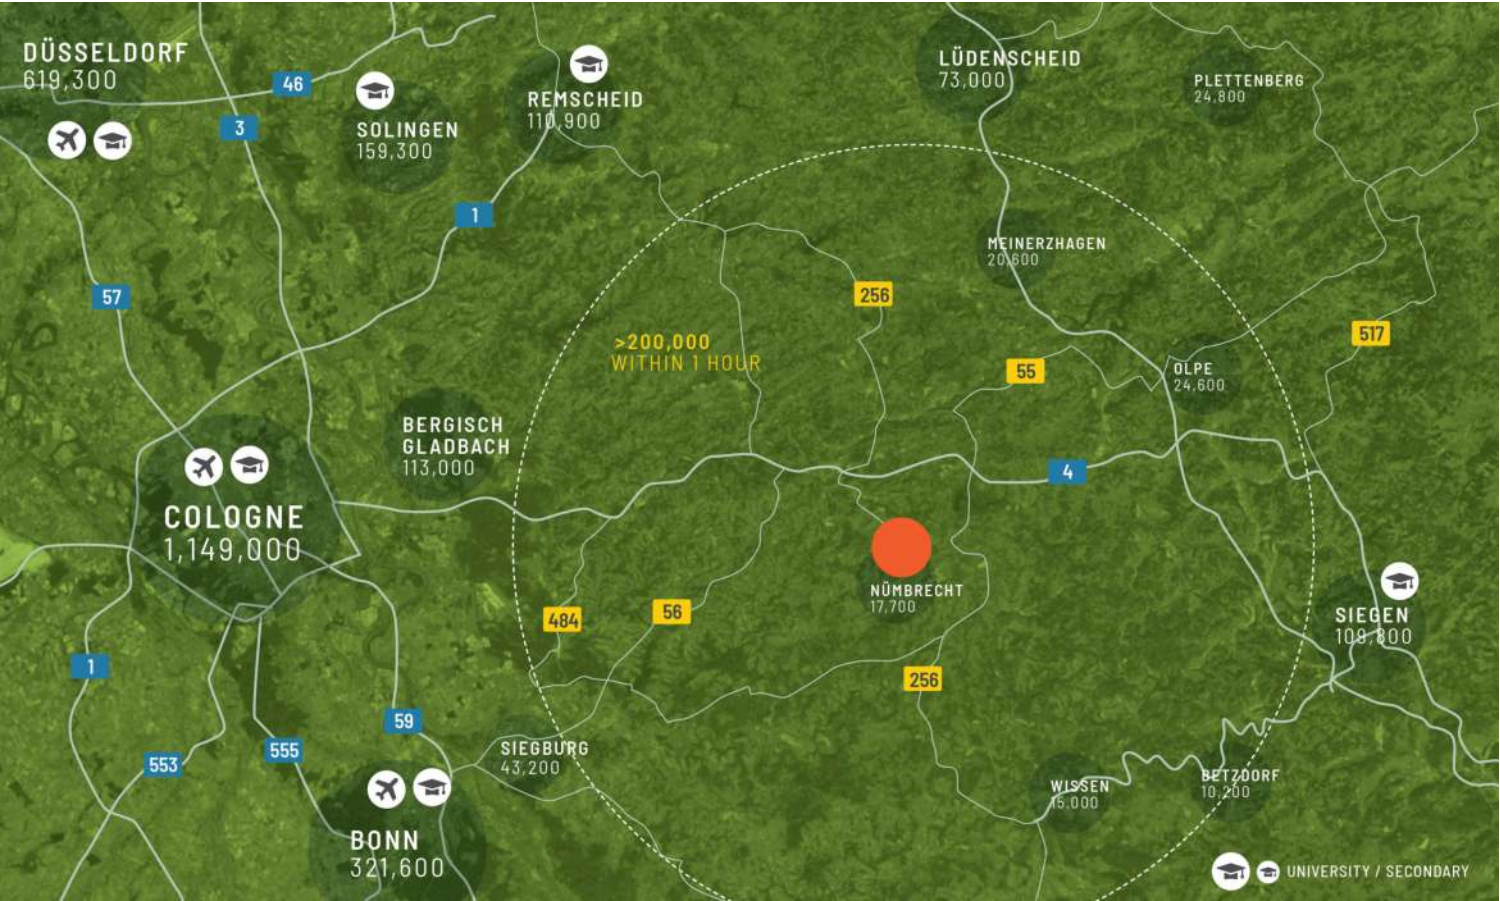 DÜSSELDORF
619,300
46
3
SOLINGEN
159,300
REMSCHEID
110,900
LÜDENSCHEID
73,000
PLETTENBERG
24,800
1
57
MEINERZHAGEN
20,600
256
517
>200,000
WITHIN 1 HOUR
55
OLPE
24,600
BERGISCH
GLADBACH
113,000
4
COLOGNE
1,149,000
NÜMBRECHT
17,700
484
56
SIEGEN
109,800
1
256
59
553
555
SIEGBURG
43,200
WISSEN
15,000
BETZDORF
10,200
BONN
321,600
UNIVERSITY / SECONDARY